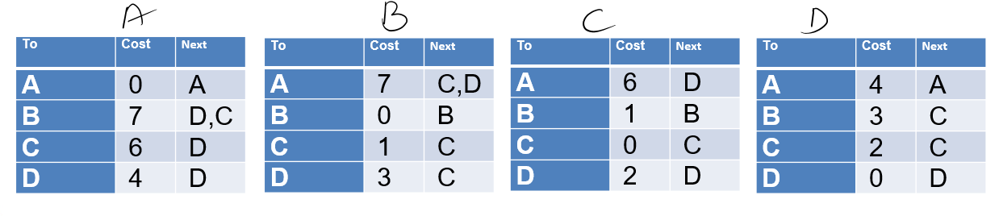 A B C D
To Cost Next To Cost Next To Cost Next To Cost Next
A 0 A A 7 C,D A 6 D A 4 A
B 7 D,C B 0 B B 1 B B 3 C
C 6 D C 1 C C 0 C C 2 C
D 4 D D 3 C D 2 D D 0 D